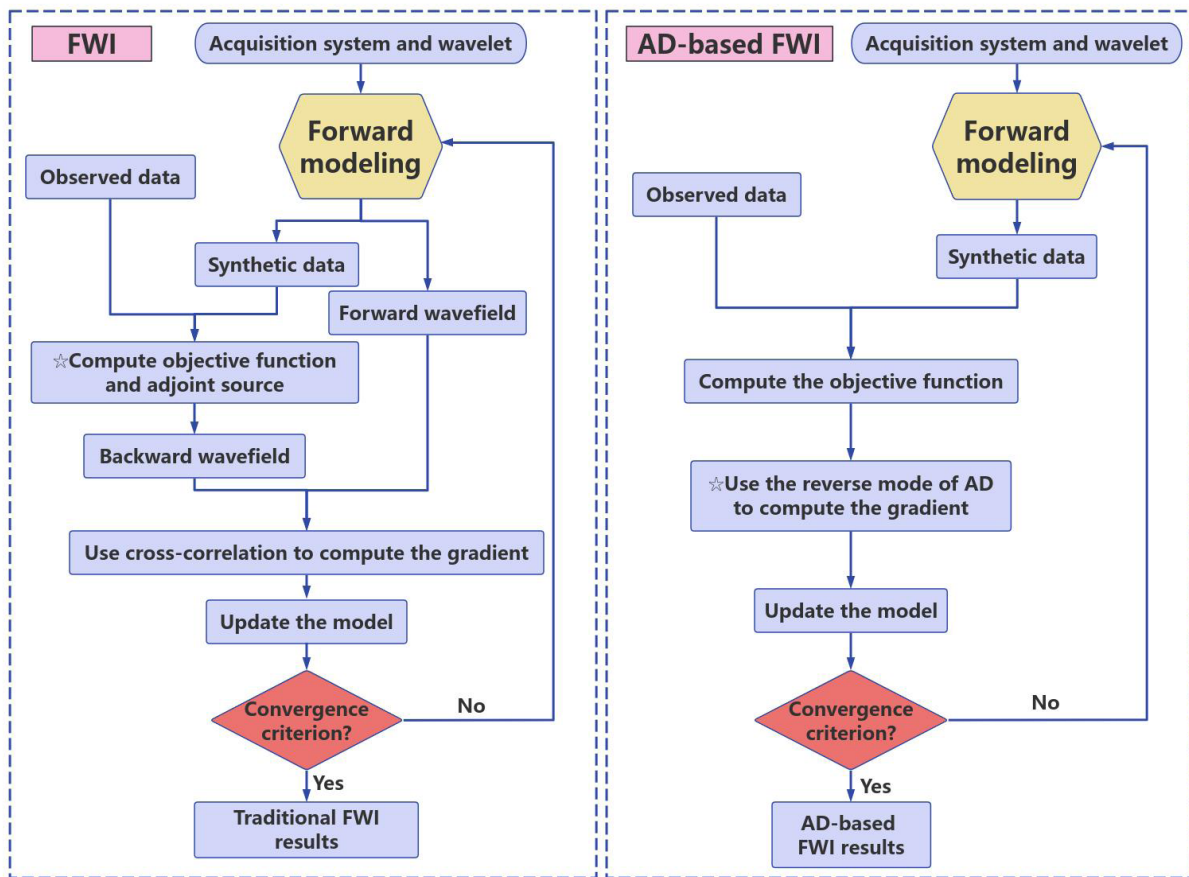 FWI
Acquisition system and wavelet
Forward
modeling
Observed data
Synthetic data
Forward wavefield
☆Compute objective function
and adjoint source
Backward wavefield
Use cross-correlation to compute the gradient
Update the model
Convergence
criterion?
No
Yes
Traditional FWI
results
AD-based FWI
Acquisition system and wavelet
Forward
modeling
Observed data
Synthetic data
Compute the objective function
☆Use the reverse mode of AD
to compute the gradient
Update the model
Convergence
criterion?
No
Yes
AD-based
FWI results